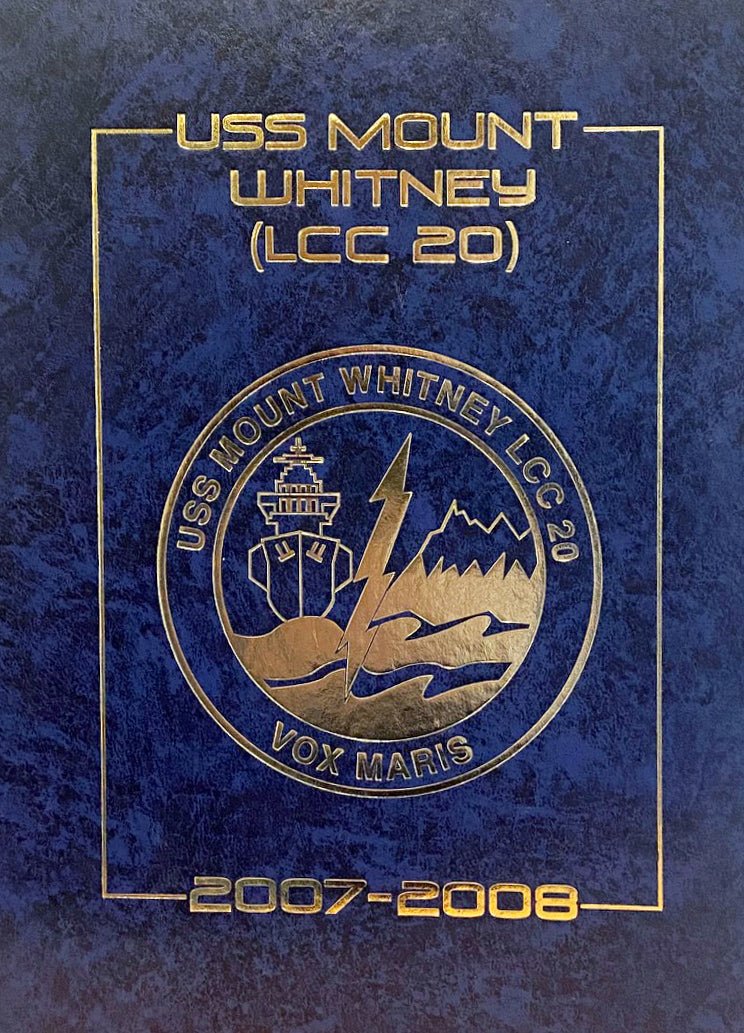 USS MOUNT
WHITNEY
(LCC 20)
USS MOUNT WHITNEY LCC 20
VOX MARIS
2007-2008